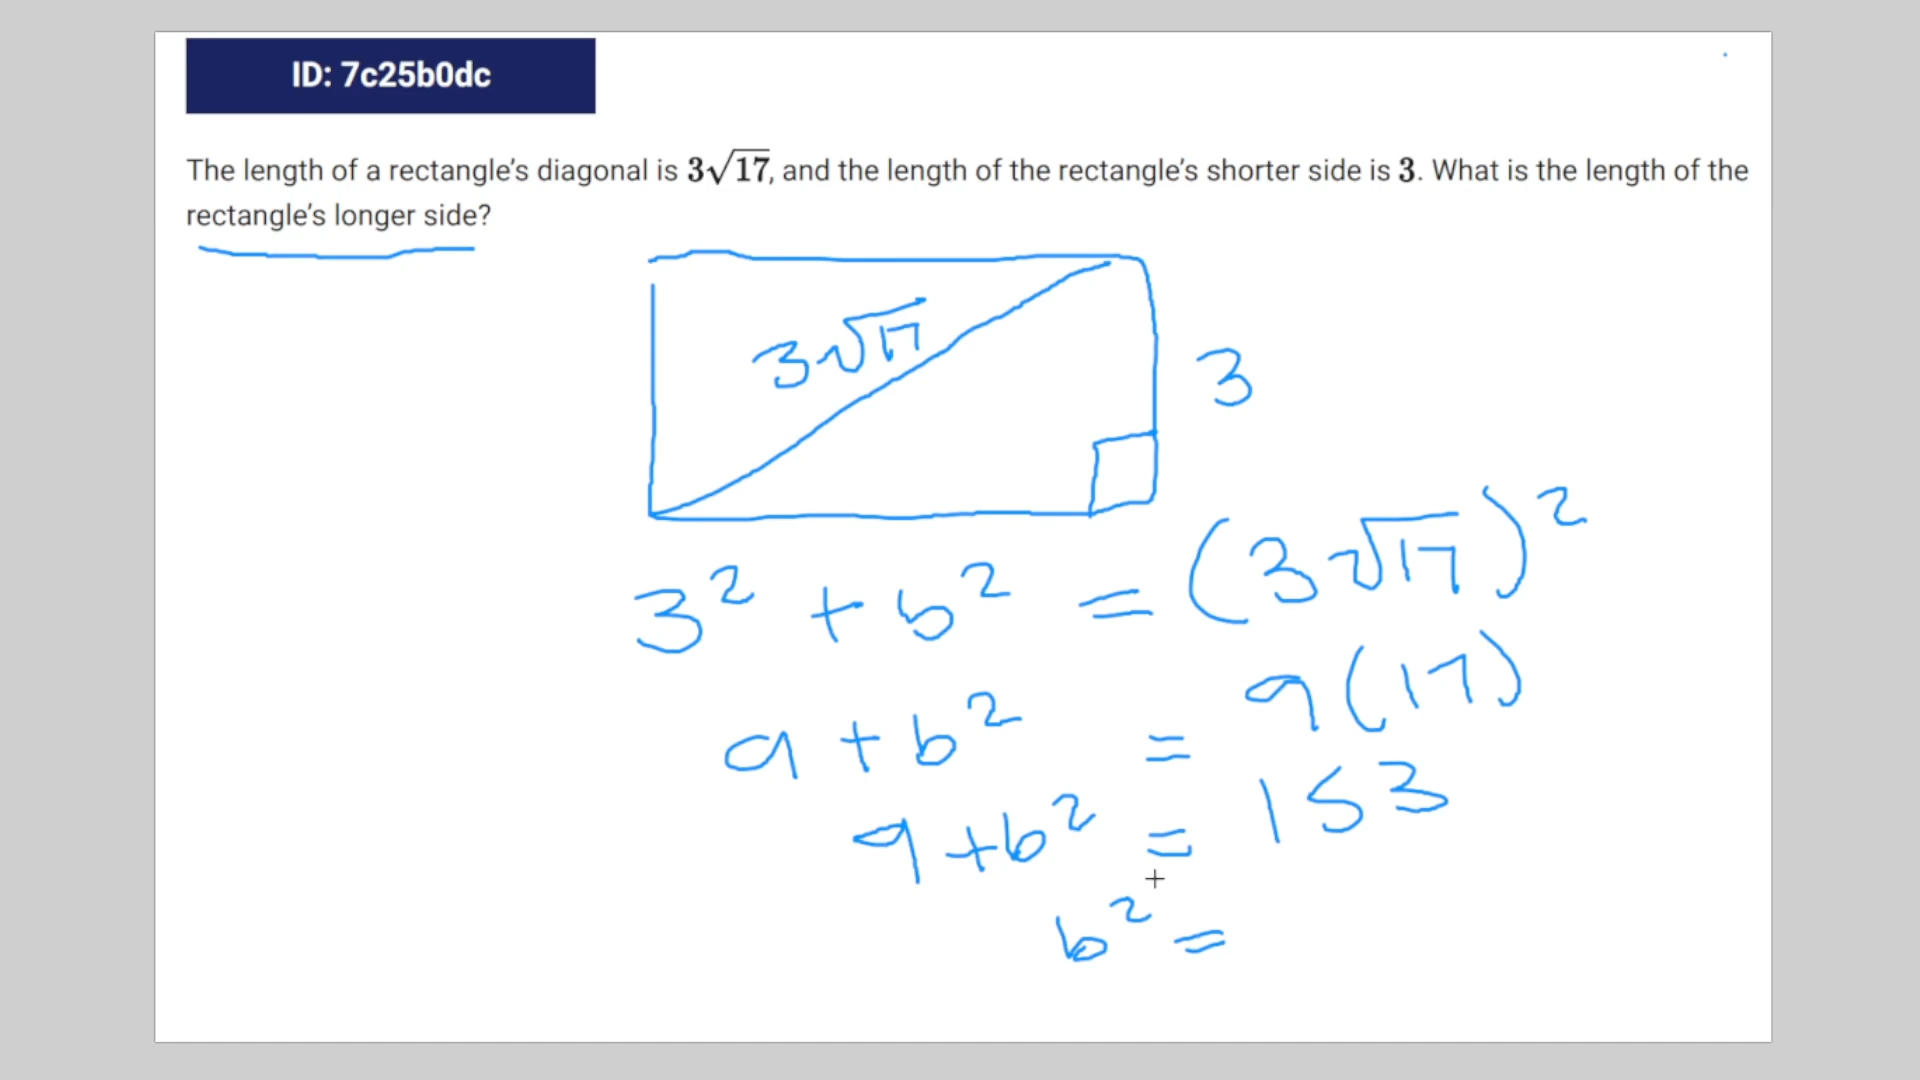 ID: 7c25b0dc
The length of a rectangle's diagonal is 3√17, and the length of the rectangle's shorter side is 3. What is the length of the
rectangle's longer side?
3√17
3
3² + b² = (3√17)²
9 + b² = 9(17)
9 + b² = 153
b² =